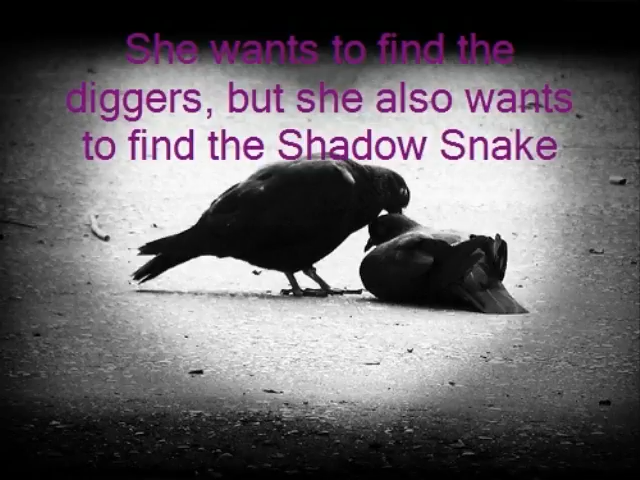 She wants to find the
diggers, but she also wants
to find the Shadow Snake